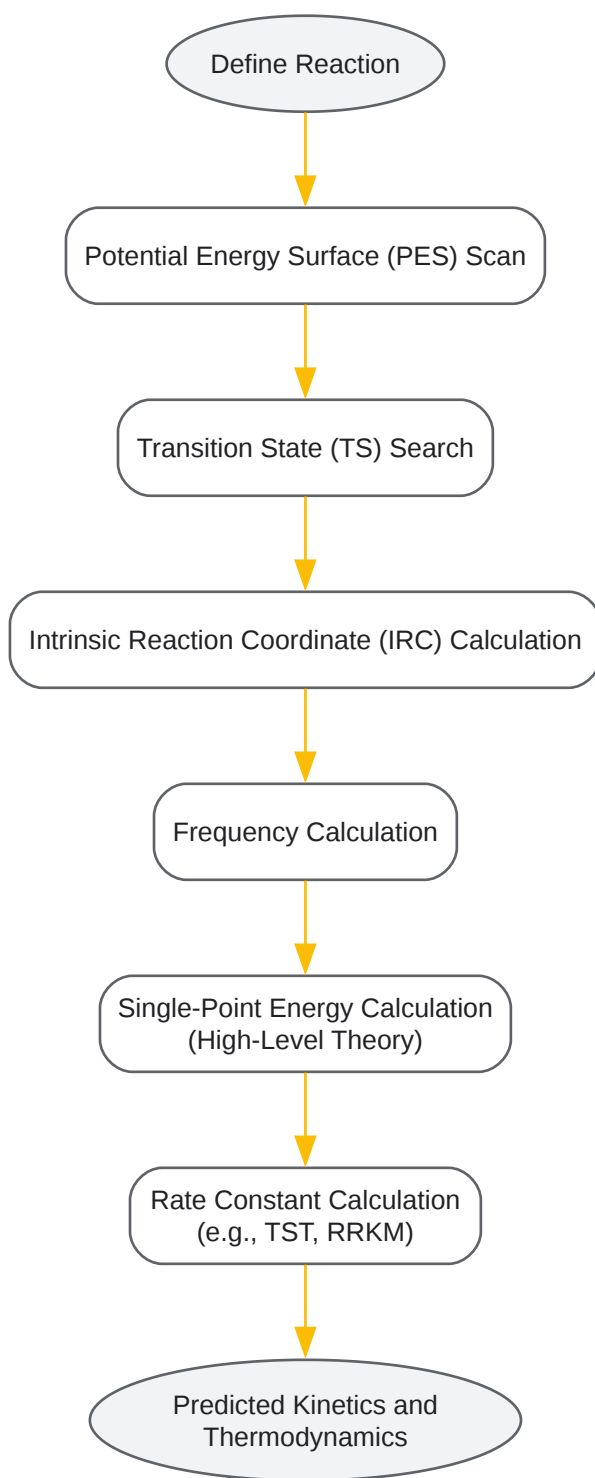 Define Reaction
Potential Energy Surface (PES) Scan
Transition State (TS) Search
Intrinsic Reaction Coordinate (IRC) Calculation
Frequency Calculation
Single-Point Energy Calculation
(High-Level Theory)
Rate Constant Calculation
(e.g., TST, RRKM)
Predicted Kinetics and
Thermodynamics